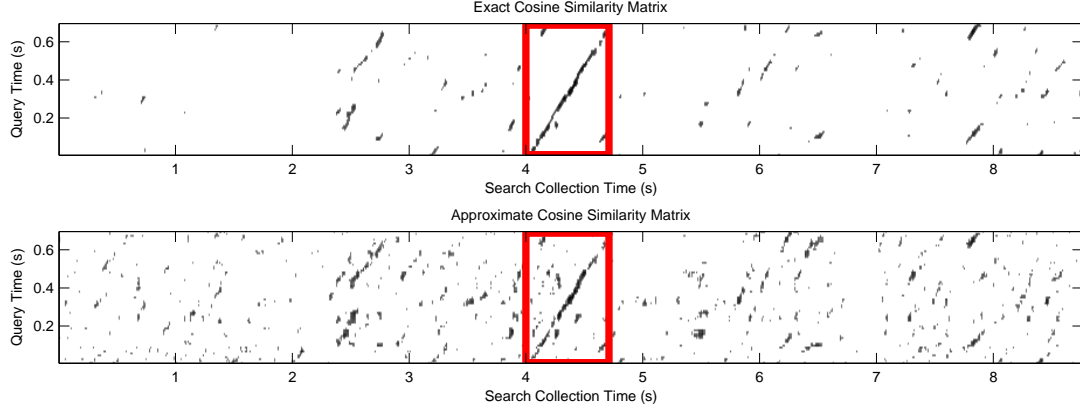 Exact Cosine Similarity Matrix
Query Time (s)
0.6
0.4
0.2
1 2 3 4 5 6 7 8
Search Collection Time (s)
Approximate Cosine Similarity Matrix
Query Time (s)
0.6
0.4
0.2
1 2 3 4 5 6 7 8
Search Collection Time (s)